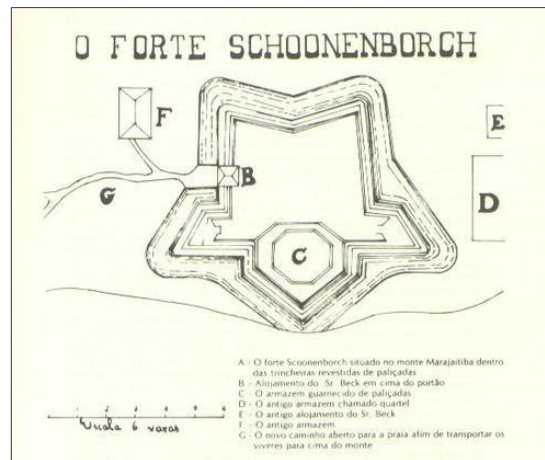 O FORTE SCHOONENBORCH
F
E
B
G
D
C
A - O forte Scoonenborch situado no monte Marajaitiba dentro
das trincheiras revestidas de paliçadas
B - Alojamento do Sr. Beck em cima do portão
C - O armazem guarnecido de paliçadas
D - O antigo armazem chamado quartel
E - O antigo alojamento do Sr. Beck
F - O antigo armazem
G - O novo caminho aberto para a praia afim de transportar os
viveres para cima do monte
Escala 6 varas